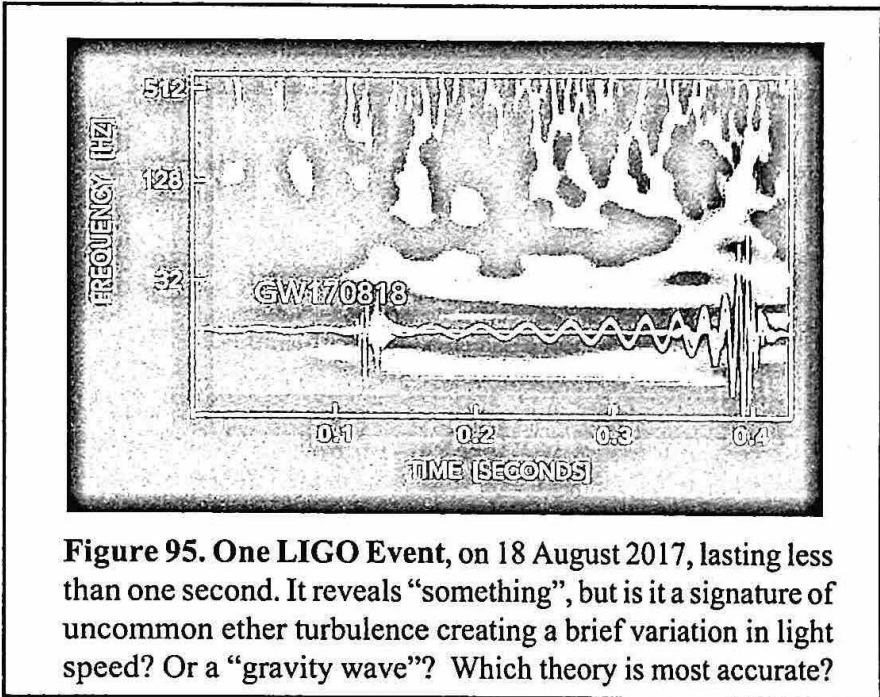 512
128
32
FREQUENCY [HZ]
GW170818
0.1 0.2 0.3 0.4
TIME [SECONDS]
Figure 95. One LIGO Event, on 18 August 2017, lasting less
than one second. It reveals “something”, but is it a signature of
uncommon ether turbulence creating a brief variation in light
speed? Or a “gravity wave”? Which theory is most accurate?